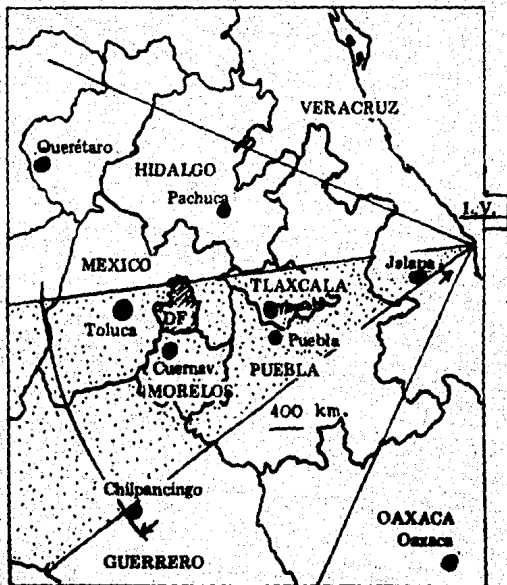 VERACRUZ
Querétaro
HIDALGO
Pachuca
L.V.
MEXICO
Jalapa
TLAXCALA
DF
Toluca
Puebla
Cuernav.
MORELOS
PUEBLA
400 km.
Chilpancingo
OAXACA
Oaxaca
GUERRERO